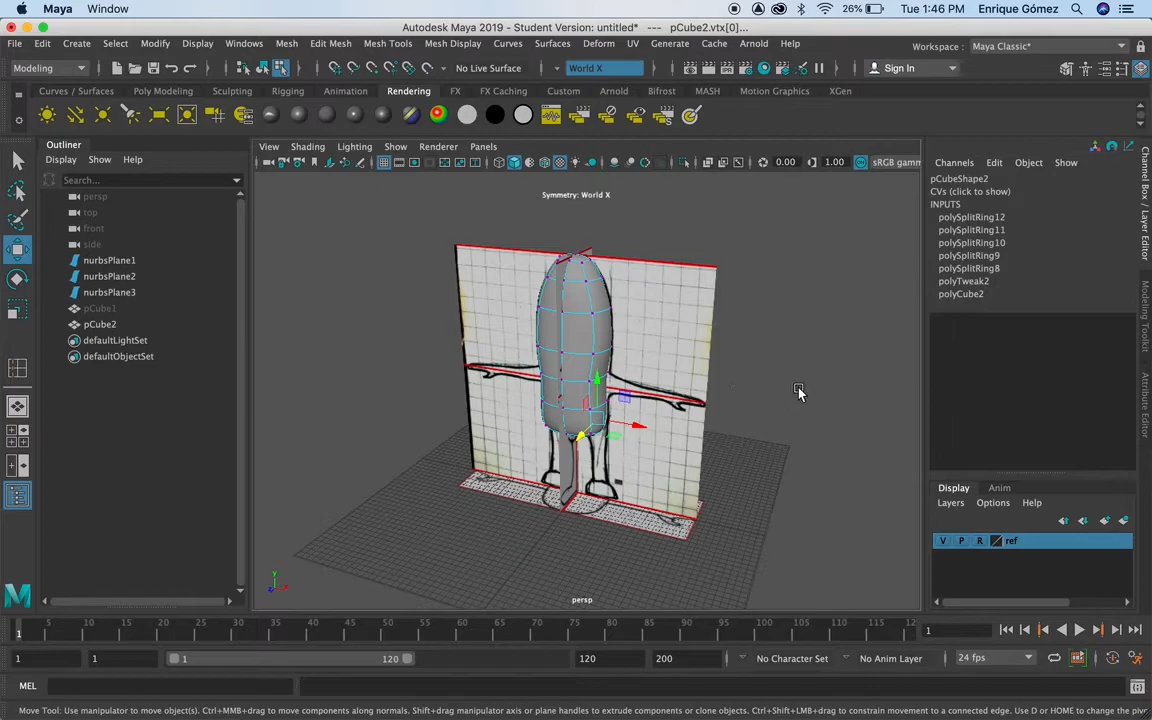 Maya Window 26% Tue 1:46 PM Enrique Gómez
Autodesk Maya 2019 - Student Version: untitled* --- pCube2.vtx[0]...
File Edit Create Select Modify Display Windows Mesh Edit Mesh Mesh Tools Mesh Display Curves Surfaces Deform UV Generate Cache Arnold Help Workspace : Maya Classic*
Modeling No Live Surface World X Sign In
Curves / Surfaces Poly Modeling Sculpting Rigging Animation Rendering FX FX Caching Custom Arnold Bifrost MASH Motion Graphics XGen
Outliner
Display Show Help
Search...
persp
top
front
side
nurbsPlane1
nurbsPlane2
nurbsPlane3
pCube1
pCube2
defaultLightSet
defaultObjectSet
View Shading Lighting Show Renderer Panels
0.00 1.00 sRGB gamm
Symmetry: World X
persp
Channels Edit Object Show
pCubeShape2
CVs (click to show)
INPUTS
polySplitRing12
polySplitRing11
polySplitRing10
polySplitRing9
polySplitRing8
polyTweak2
polyCube2
Display Anim
Layers Options Help
V P R ref
Channel Box / Layer Editor
Modeling Toolkit
Attribute Editor
1 5 10 15 20 25 30 35 40 45 50 55 60 65 70 75 80 85 90 95 100 105 110 115 12 1
1 1 1 120 120 200 No Character Set No Anim Layer 24 fps
MEL
Move Tool: Use manipulator to move object(s). Ctrl+MMB+drag to move components along normals. Shift+drag manipulator axis or plane handles to extrude components or clone objects. Ctrl+Shift+LMB+drag to constrain movement to a connected edge. Use D or HOME to change the piv